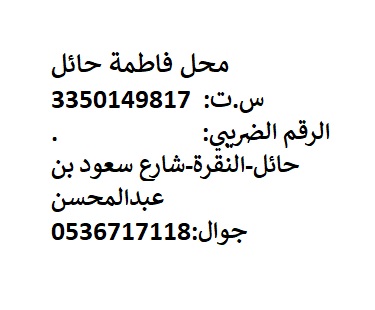 محل فاطمة حائل
س.ت: 3350149817
الرقم الضريبي: .
حائل-النقرة-شارع سعود بن
عبدالمحسن
جوال:0536717118